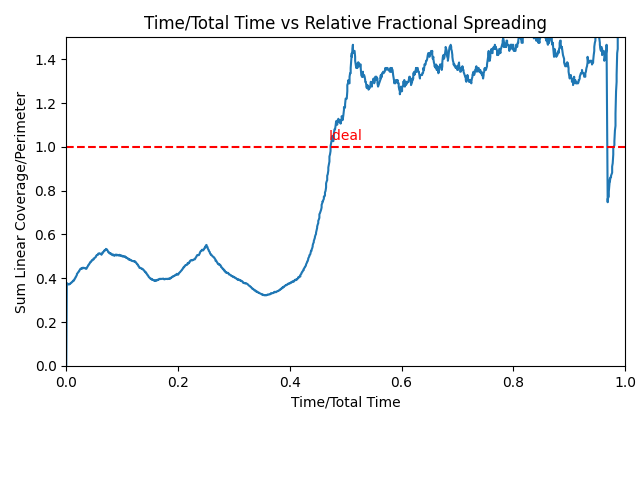 Time/Total Time vs Relative Fractional Spreading
Sum Linear Coverage/Perimeter
1.4
1.2
1.0
0.8
0.6
0.4
0.2
0.0
Ideal
0.0 0.2 0.4 0.6 0.8 1.0
Time/Total Time